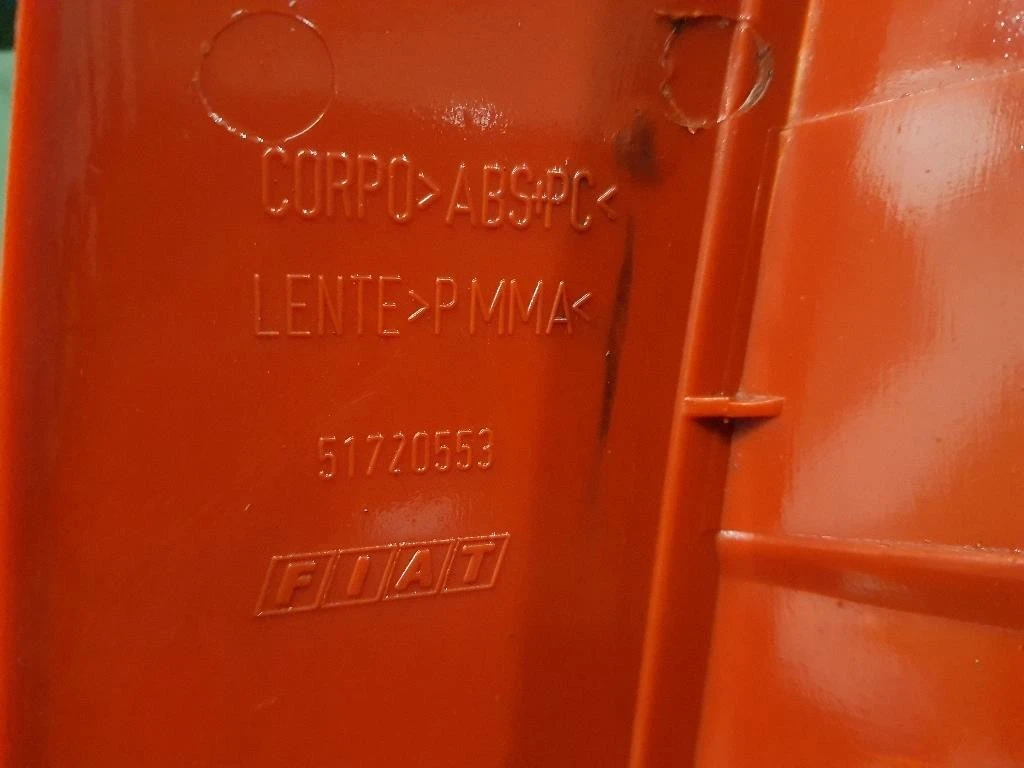 CORPO>ABS+PC<
LENTE>PMMA<
51720553
FIAT